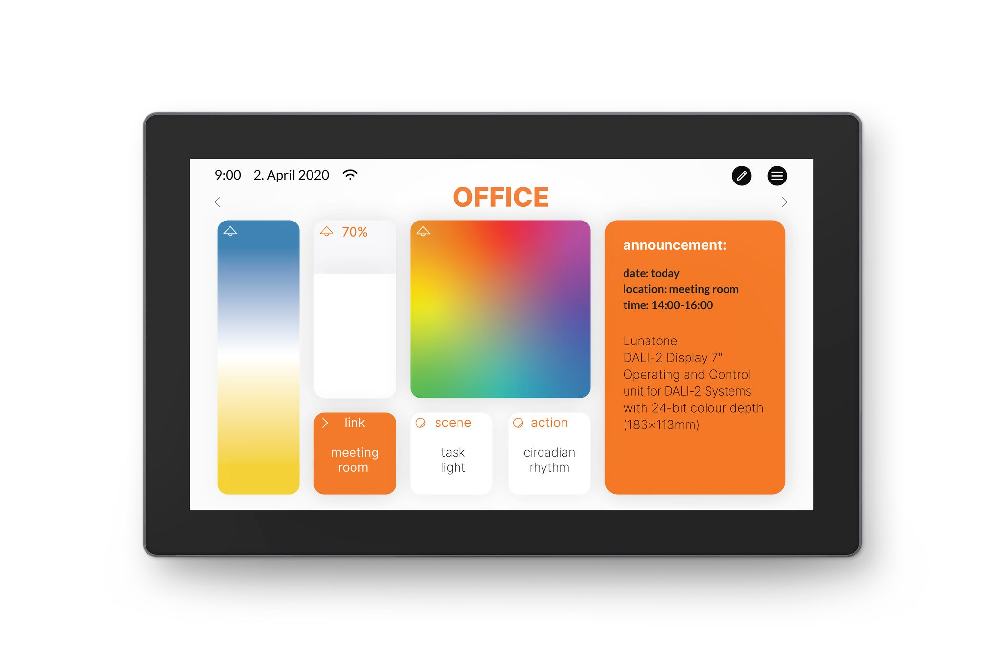 9:00 2. April 2020
OFFICE
70%
link
meeting
room
scene
task
light
action
circadian
rhythm
announcement:
date: today
location: meeting room
time: 14:00-16:00
Lunatone
DALI-2 Display 7"
Operating and Control
unit for DALI-2 Systems
with 24-bit colour depth
(183×113mm)